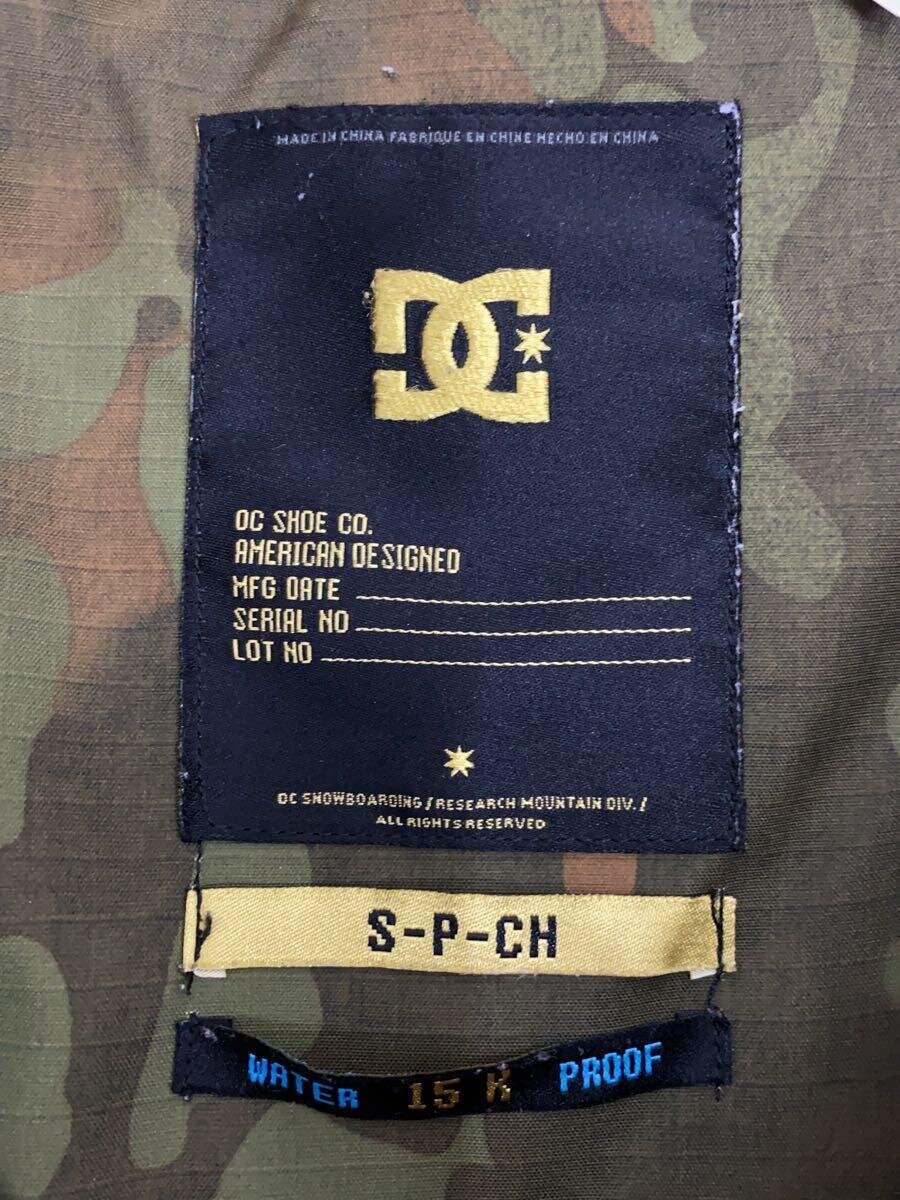 MADE IN CHINA FABRIQUE EN CHINE HECHO EN CHINA
DC
DC SHOE CO.
AMERICAN DESIGNED
MFG DATE
SERIAL NO
LOT NO
DC SNOWBOARDING / RESEARCH MOUNTAIN DIV. /
ALL RIGHTS RESERVED
S-P-CH
WATER 15 K PROOF